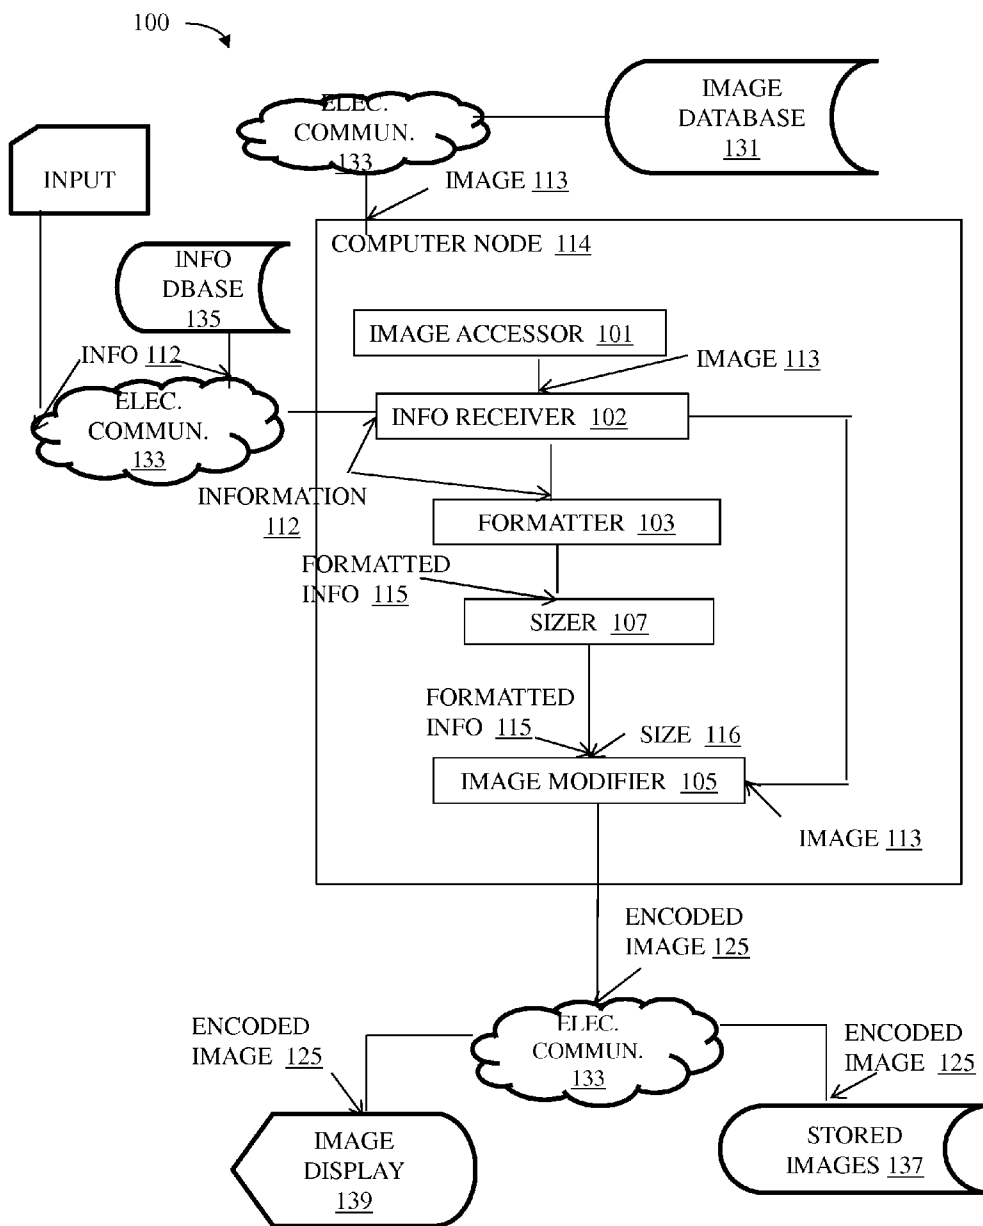 100
ELEC.
COMMUN.
133
IMAGE
DATABASE
131
INPUT
IMAGE 113
COMPUTER NODE 114
INFO
DBASE
135
IMAGE ACCESSOR 101
INFO 112
IMAGE 113
ELEC.
COMMUN.
133
INFO RECEIVER 102
INFORMATION
112
FORMATTER 103
FORMATTED
INFO 115
SIZER 107
FORMATTED
INFO 115
SIZE 116
IMAGE MODIFIER 105
IMAGE 113
ENCODED
IMAGE 125
ELEC.
COMMUN.
133
ENCODED
IMAGE 125
ENCODED
IMAGE 125
IMAGE
DISPLAY
139
STORED
IMAGES 137